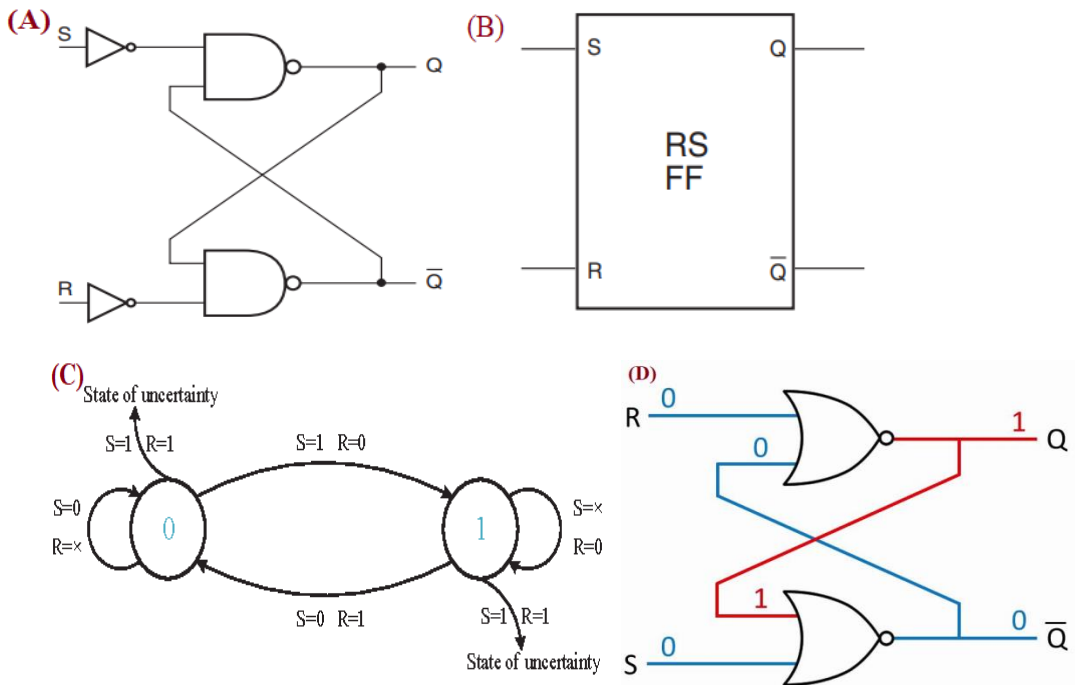 (A)
S
Q
R
Q̅
(B)
S
Q
RS
FF
R
Q̅
(C)
State of uncertainty
S=1 R=1
S=1 R=0
S=0
R=×
0
1
S=×
R=0
S=0 R=1
S=1 R=1
State of uncertainty
(D)
R 0
1 Q
0
1
0 Q̅
S 0